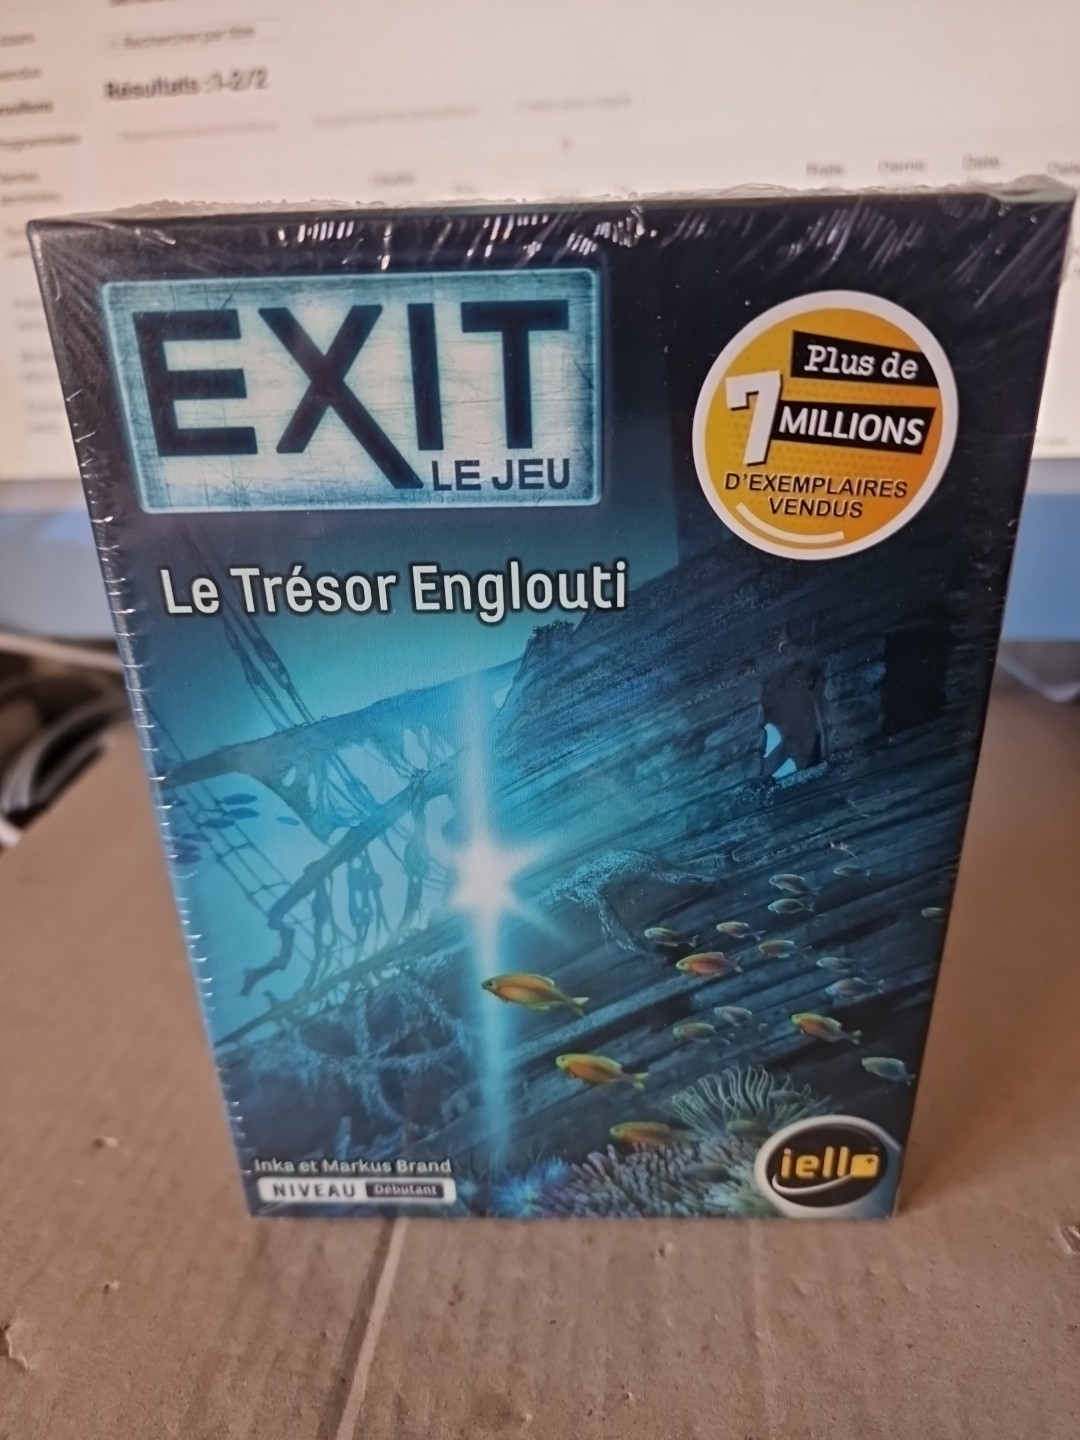 Résultats :1-2/2
EXIT
LE JEU
Plus de
7 MILLIONS
D'EXEMPLAIRES
VENDUS
Le Trésor Englouti
Inka et Markus Brand
NIVEAU Débutant
iello